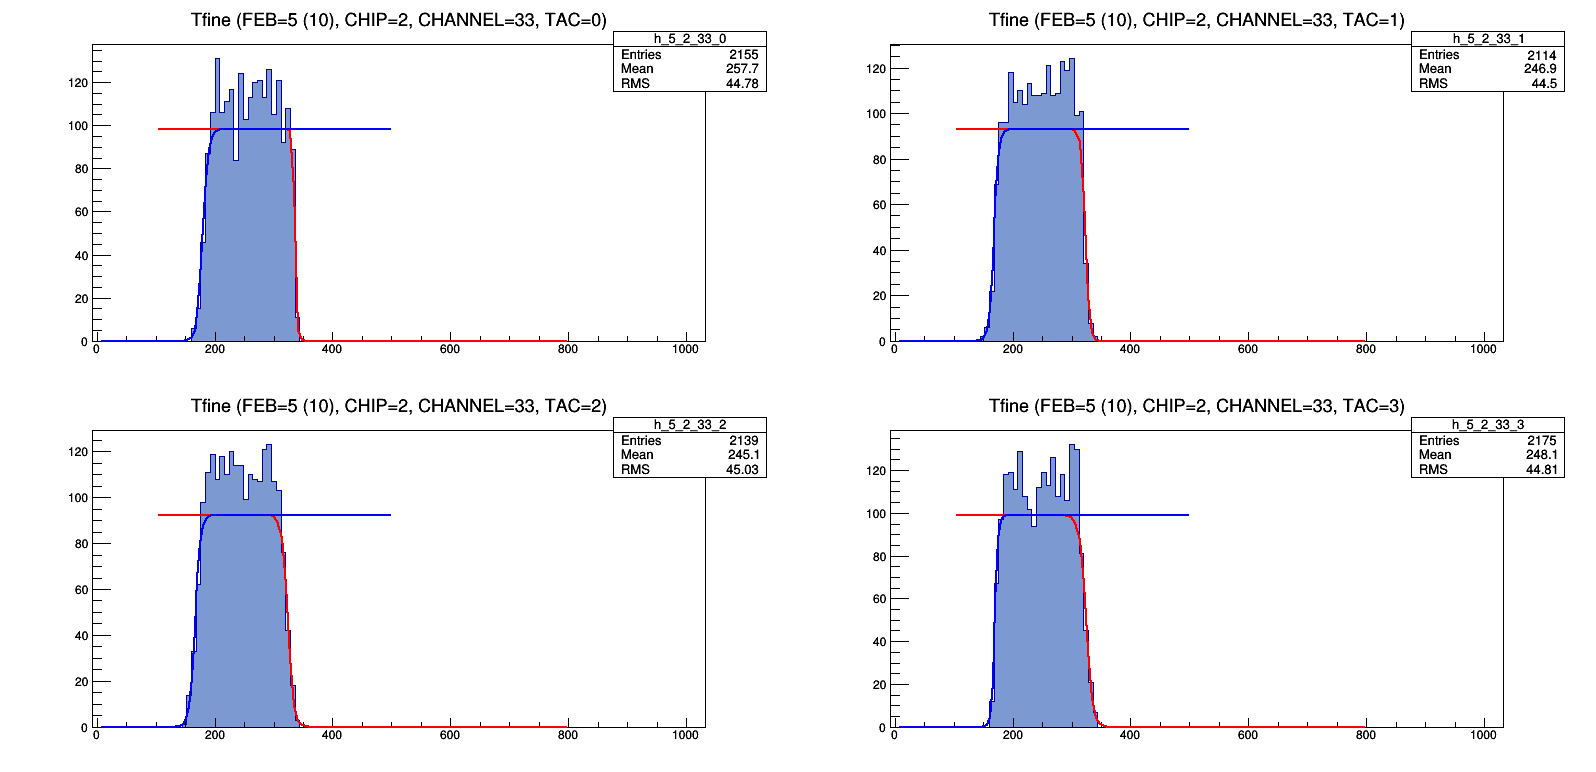 Tfine (FEB=5 (10), CHIP=2, CHANNEL=33, TAC=0)
h_5_2_33_0
Entries 2155
Mean 257.7
RMS 44.78
120
100
80
60
40
20
0
0 200 400 600 800 1000
Tfine (FEB=5 (10), CHIP=2, CHANNEL=33, TAC=1)
h_5_2_33_1
Entries 2114
Mean 246.9
RMS 44.5
120
100
80
60
40
20
0
0 200 400 600 800 1000
Tfine (FEB=5 (10), CHIP=2, CHANNEL=33, TAC=2)
h_5_2_33_2
Entries 2139
Mean 245.1
RMS 45.03
120
100
80
60
40
20
0
0 200 400 600 800 1000
Tfine (FEB=5 (10), CHIP=2, CHANNEL=33, TAC=3)
h_5_2_33_3
Entries 2175
Mean 248.1
RMS 44.81
120
100
80
60
40
20
0
0 200 400 600 800 1000